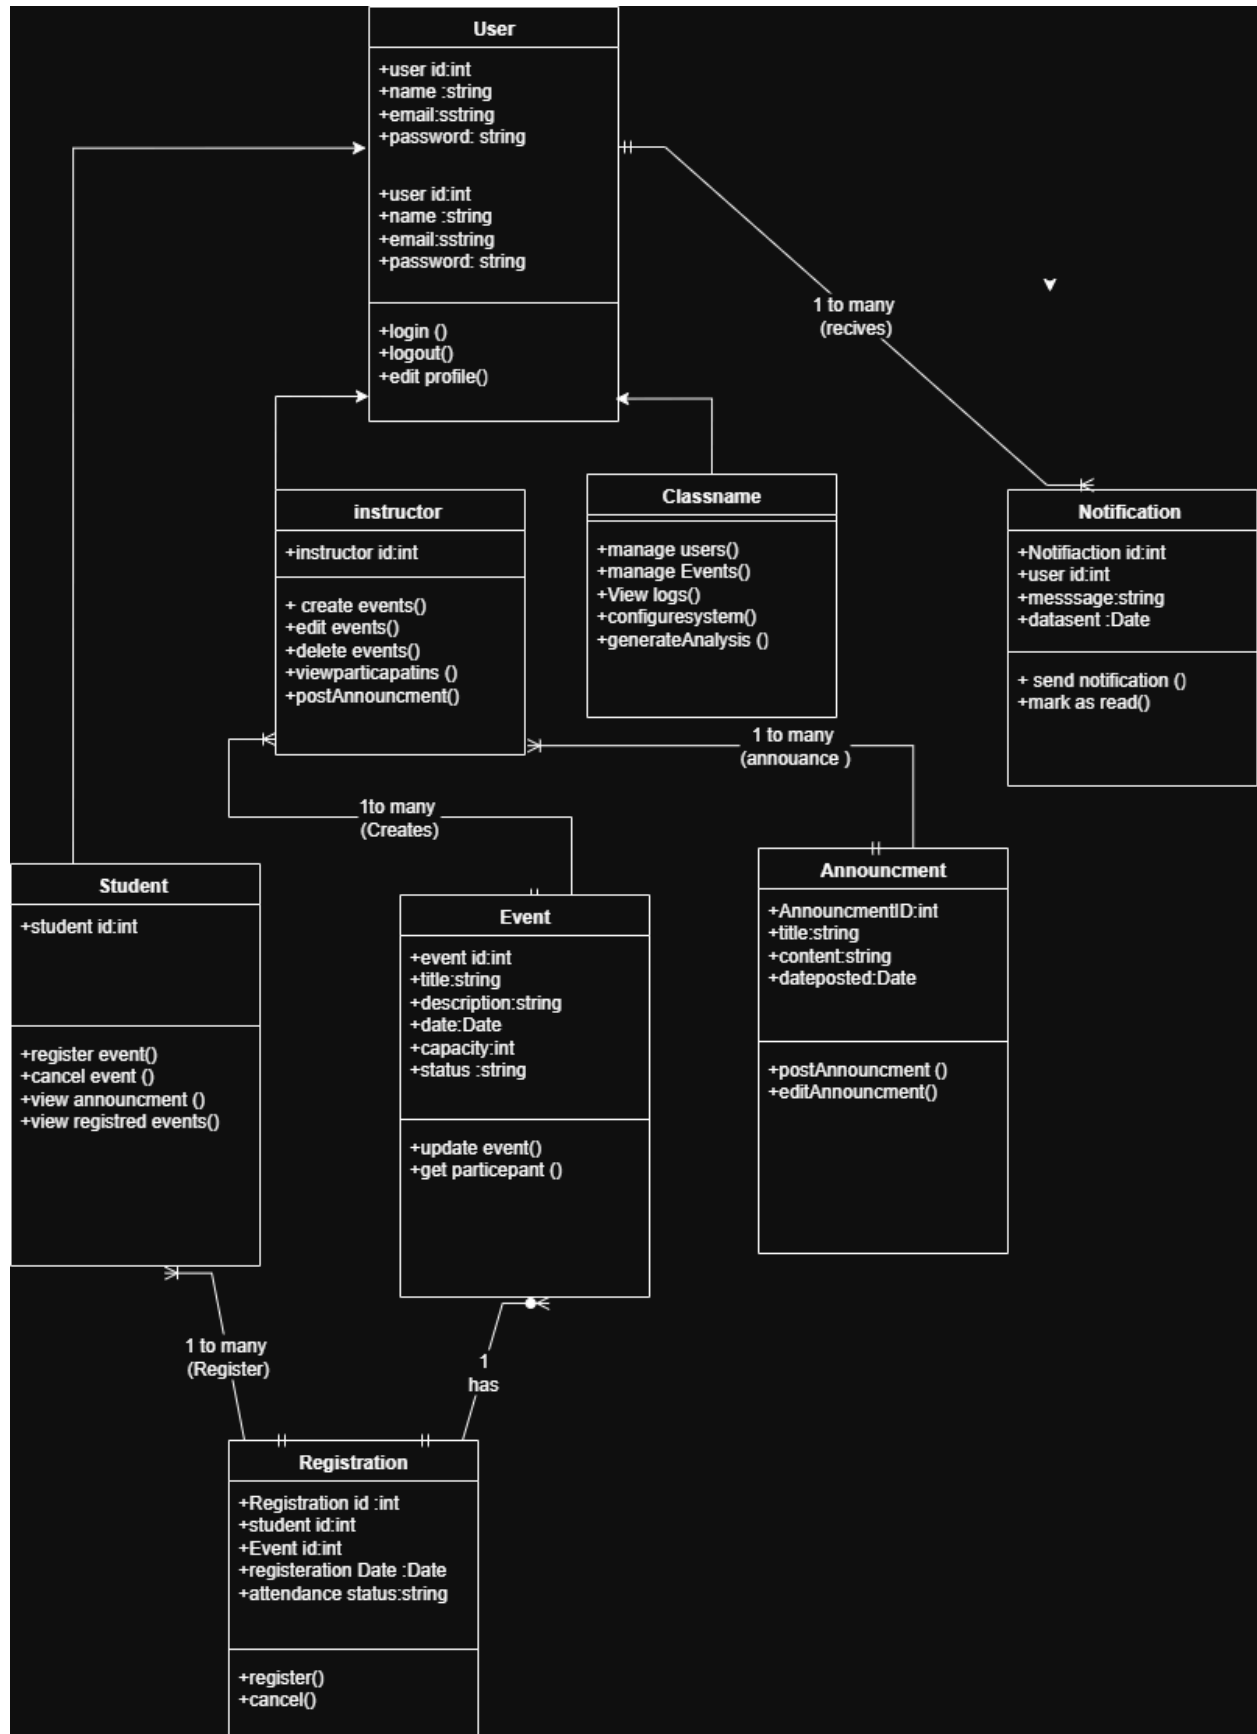 User
+user id:int
+name :string
+email:sstring
+password: string
+user id:int
+name :string
+email:sstring
+password: string
+login ()
+logout()
+edit profile()
1 to many
(recives)
instructor
+instructor id:int
+ create events()
+edit events()
+delete events()
+viewparticapatins ()
+postAnnouncment()
Classname
+manage users()
+manage Events()
+View logs()
+configuresystem()
+generateAnalysis ()
Notification
+Notifiaction id:int
+user id:int
+messsage:string
+datasent :Date
+ send notification ()
+mark as read()
1 to many
(annouance )
1to many
(Creates)
Student
+student id:int
+register event()
+cancel event ()
+view announcment ()
+view registred events()
Event
+event id:int
+title:string
+description:string
+date:Date
+capacity:int
+status :string
+update event()
+get particepant ()
Announcment
+AnnouncmentID:int
+title:string
+content:string
+dateposted:Date
+postAnnouncment ()
+editAnnouncment()
1 to many
(Register)
1
has
Registration
+Registration id :int
+student id:int
+Event id:int
+registeration Date :Date
+attendance status:string
+register()
+cancel()